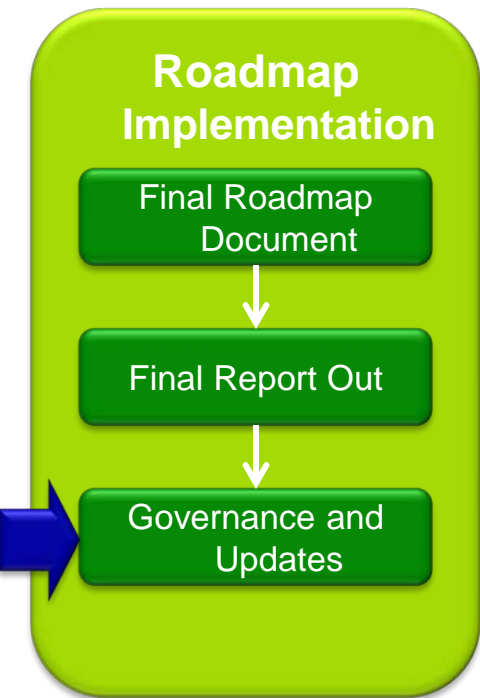 Roadmap
Implementation
Final Roadmap
Document
Final Report Out
Governance and
Updates